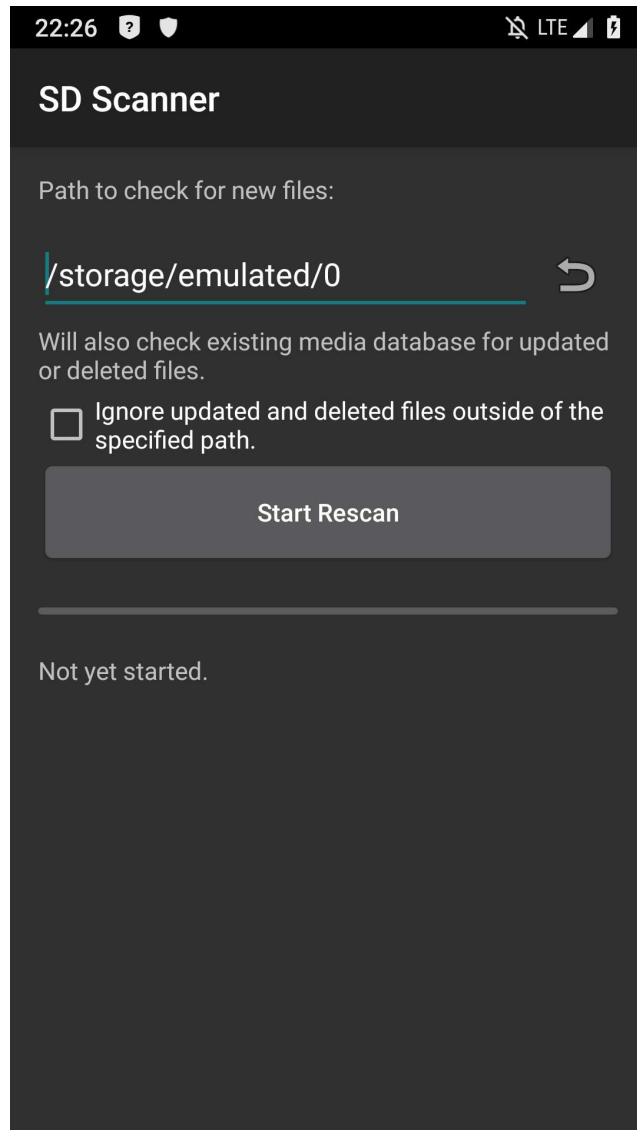 22:26 LTE
SD Scanner
Path to check for new files:
/storage/emulated/0
Will also check existing media database for updated
or deleted files.
Ignore updated and deleted files outside of the
specified path.
Start Rescan
Not yet started.